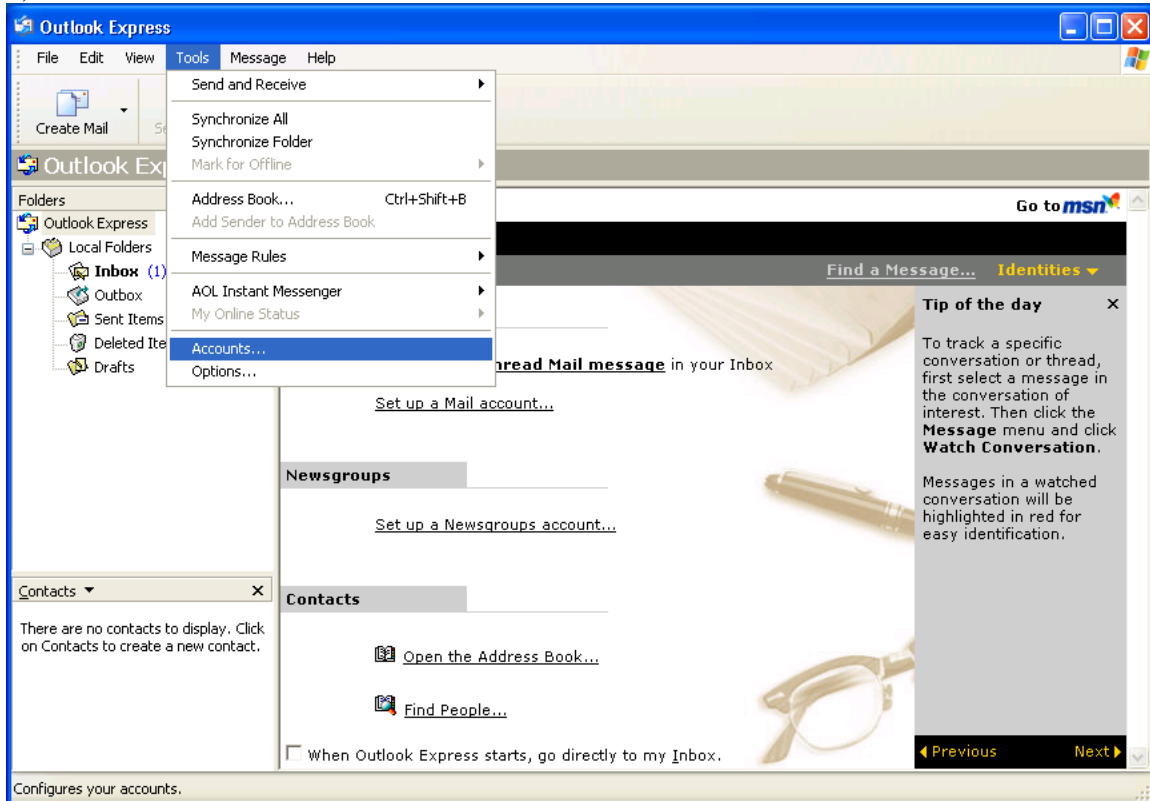 Outlook Express
File Edit View Tools Message Help
Create Mail
Send and Receive
Synchronize All
Synchronize Folder
Mark for Offline
Address Book... Ctrl+Shift+B
Add Sender to Address Book
Message Rules
AOL Instant Messenger
My Online Status
Accounts...
Options...
Outlook Exp
Folders
Outlook Express
Local Folders
Inbox (1)
Outbox
Sent Items
Deleted Ite
Drafts
Contacts
There are no contacts to display. Click
on Contacts to create a new contact.
Go to msn
Find a Message... Identities
nread Mail message in your Inbox
Set up a Mail account...
Newsgroups
Set up a Newsgroups account...
Contacts
Open the Address Book...
Find People...
When Outlook Express starts, go directly to my Inbox.
Tip of the day X
To track a specific
conversation or thread,
first select a message in
the conversation of
interest. Then click the
Message menu and click
Watch Conversation.
Messages in a watched
conversation will be
highlighted in red for
easy identification.
Previous Next
Configures your accounts.